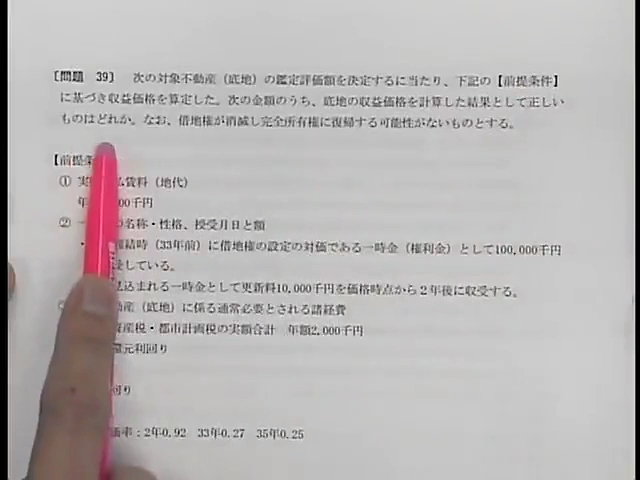 〔問題 39〕 次の対象不動産（底地）の鑑定評価額を決定するに当たり、下記の【前提条件】
に基づき収益価格を算定した。次の金額のうち、底地の収益価格を計算した結果として正しい
ものはどれか。なお、借地権が消滅し完全所有権に復帰する可能性がないものとする。
【前提条
① 実 賃料（地代）
年 00千円
② 一 の名称・性格、授受月日と額
・ 結時（33年前）に借地権の設定の対価である一時金（権利金）として100,000千円
している。
見込まれる一時金として更新料10,000千円を価格時点から２年後に収受する。
動産（底地）に係る通常必要とされる諸経費
資産税・都市計画税の実額合計 年額2,000千円
還元利回り
回り
価率：2年0.92 33年0.27 35年0.25